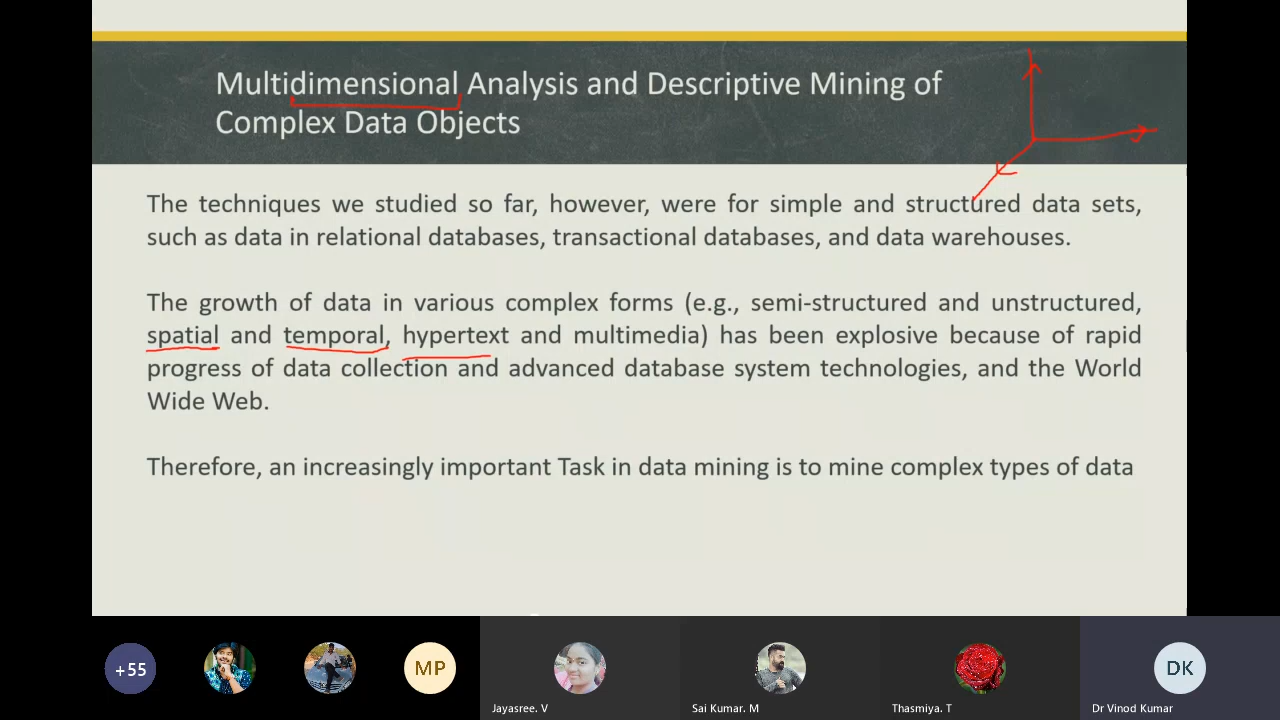 Multidimensional Analysis and Descriptive Mining of
Complex Data Objects
The techniques we studied so far, however, were for simple and structured data sets,
such as data in relational databases, transactional databases, and data warehouses.
The growth of data in various complex forms (e.g., semi-structured and unstructured,
spatial and temporal, hypertext and multimedia) has been explosive because of rapid
progress of data collection and advanced database system technologies, and the World
Wide Web.
Therefore, an increasingly important Task in data mining is to mine complex types of data
+55
MP
DK
Jayasree. V
Sai Kumar. M
Thasmiya. T
Dr Vinod Kumar